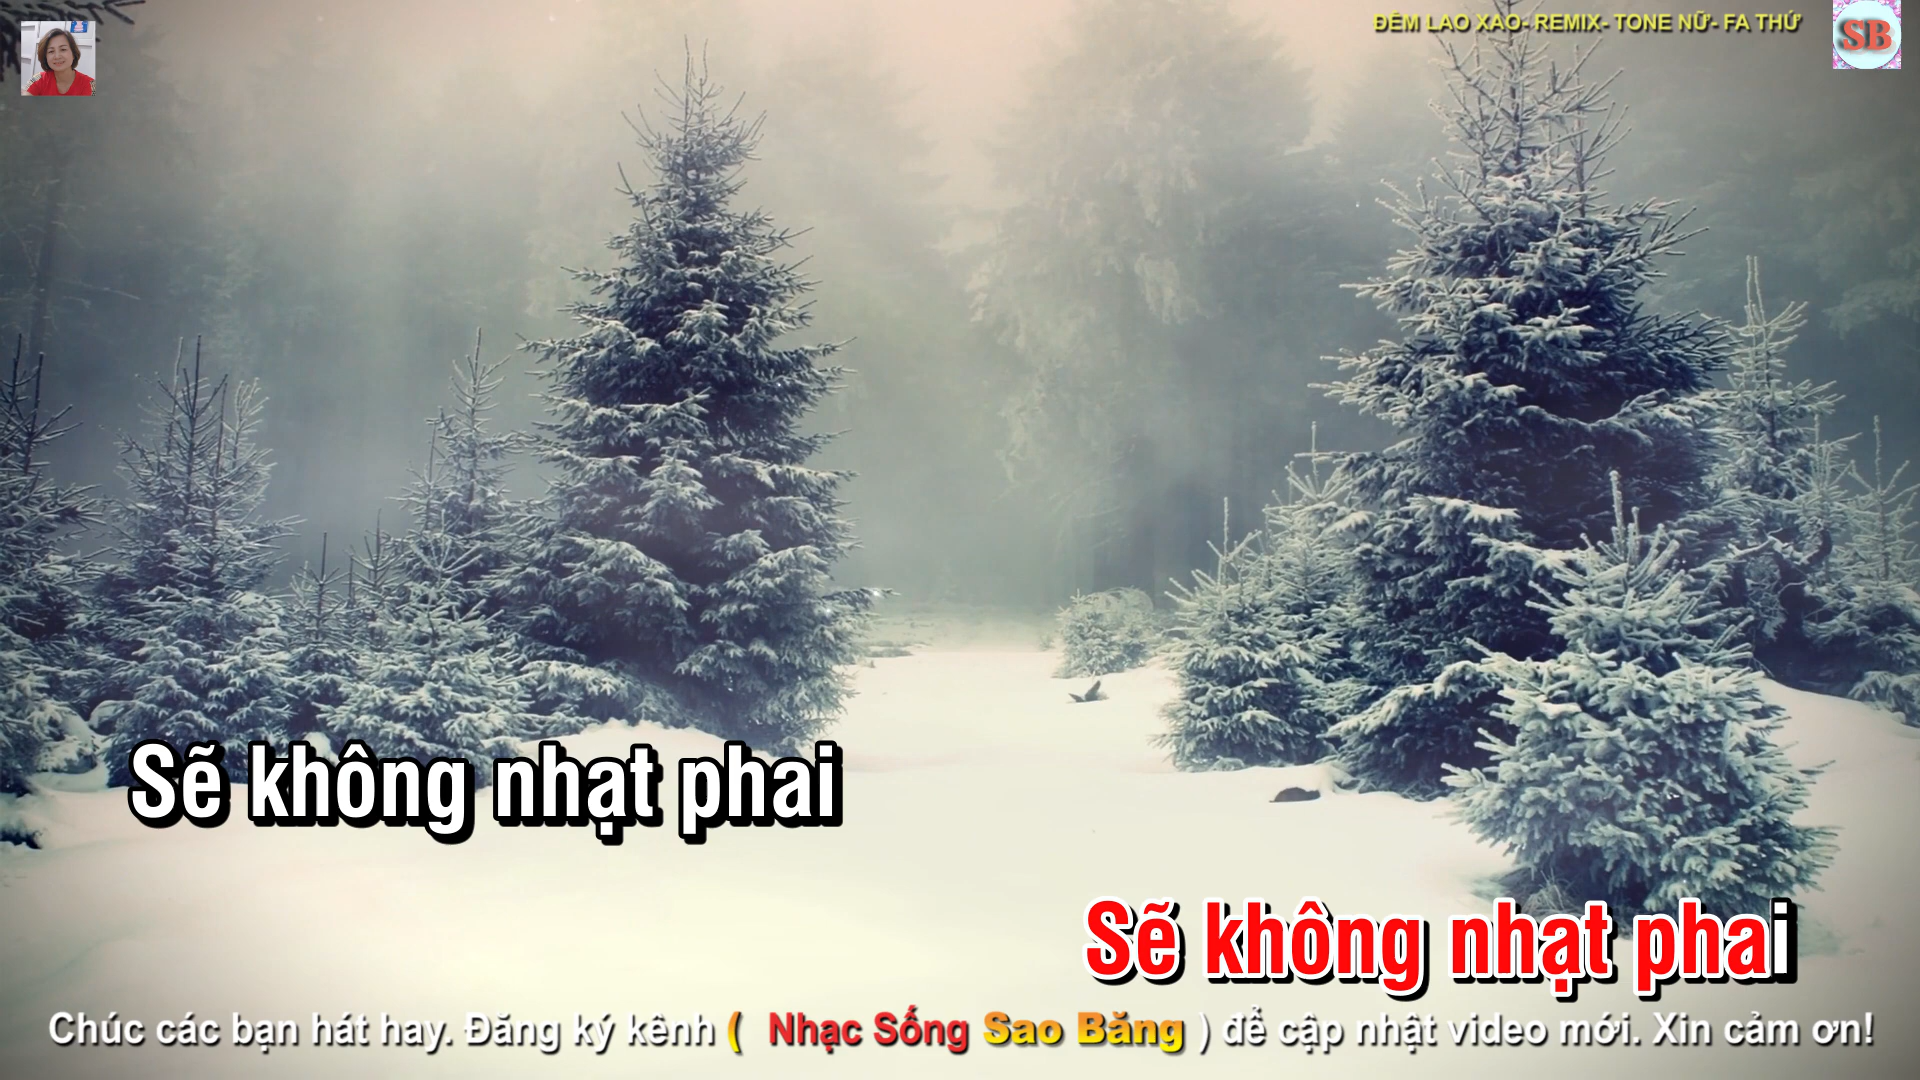 ĐÊM LAO XAO- REMIX- TONE NỮ- FA THỨ
SB
Sẽ không nhạt phai
Sẽ không nhạt phai
Chúc các bạn hát hay. Đăng ký kênh ( Nhạc Sống Sao Băng ) để cập nhật video mới. Xin cảm ơn!